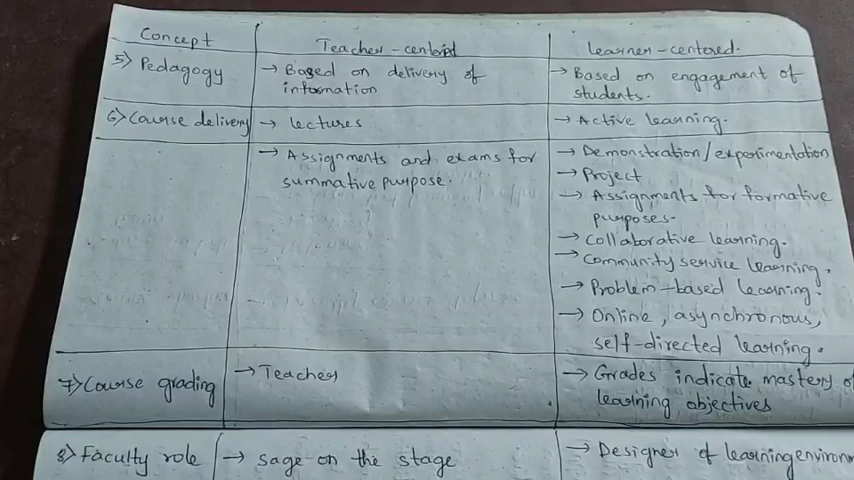 Concept Teacher-centered Learner-centered.
5) Pedagogy → Based on delivery of → Based on engagement of
information students.
6) Course delivery → lectures → Active learning.
→ Assignments and exams for → Demonstration/experimentation
summative purpose. → Project
→ Assignments for formative
purposes.
→ Collaborative learning.
→ Community service learning.
→ Problem-based learning.
→ Online, asynchronous,
self-directed learning.
7) Course grading → Teacher → Grades indicate mastery of
learning objectives
8) Faculty role → sage on the stage → Designer of learning environm